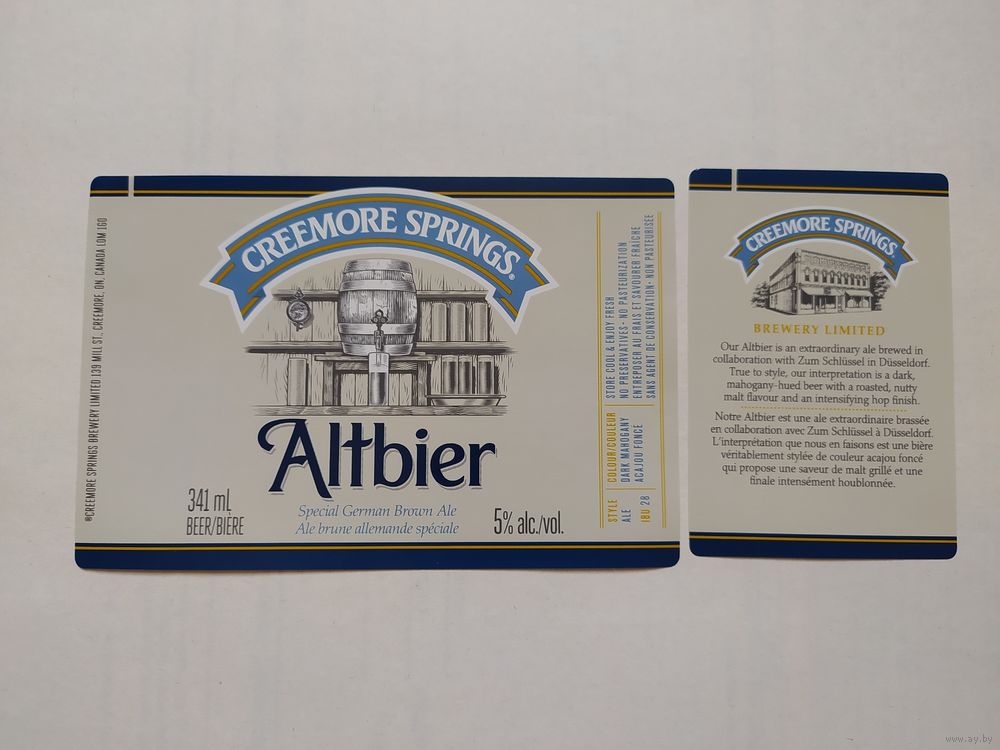 ®CREEMORE SPRINGS BREWERY LIMITED 139 MILL ST, CREEMORE, ON, CANADA L0M 1G0
CREEMORE SPRINGS®
Altbier
341 mL
BEER/BIÈRE
Special German Brown Ale
Ale brune allemande spéciale
5% alc./vol.
STYLE
ALE
IBU 28
COLOUR/COULEUR
DARK MAHOGANY
ACAJOU FONCÉ
STORE COOL & ENJOY FRESH
NO PRESERVATIVES • NO PASTEURIZATION
ENTREPOSER AU FRAIS ET SAVOURER FRAÎCHE
SANS AGENT DE CONSERVATION • NON PASTEURISÉE
CREEMORE SPRINGS®
BREWERY LIMITED
Our Altbier is an extraordinary ale brewed in
collaboration with Zum Schlüssel in Düsseldorf.
True to style, our interpretation is a dark,
mahogany-hued beer with a roasted, nutty
malt flavour and an intensifying hop finish.
Notre Altbier est une ale extraordinaire brassée
en collaboration avec Zum Schlüssel à Düsseldorf.
L'interprétation que nous en faisons est une bière
véritablement stylée de couleur acajou foncé
qui propose une saveur de malt grillé et une
finale intensément houblonnée.
www.ay.by